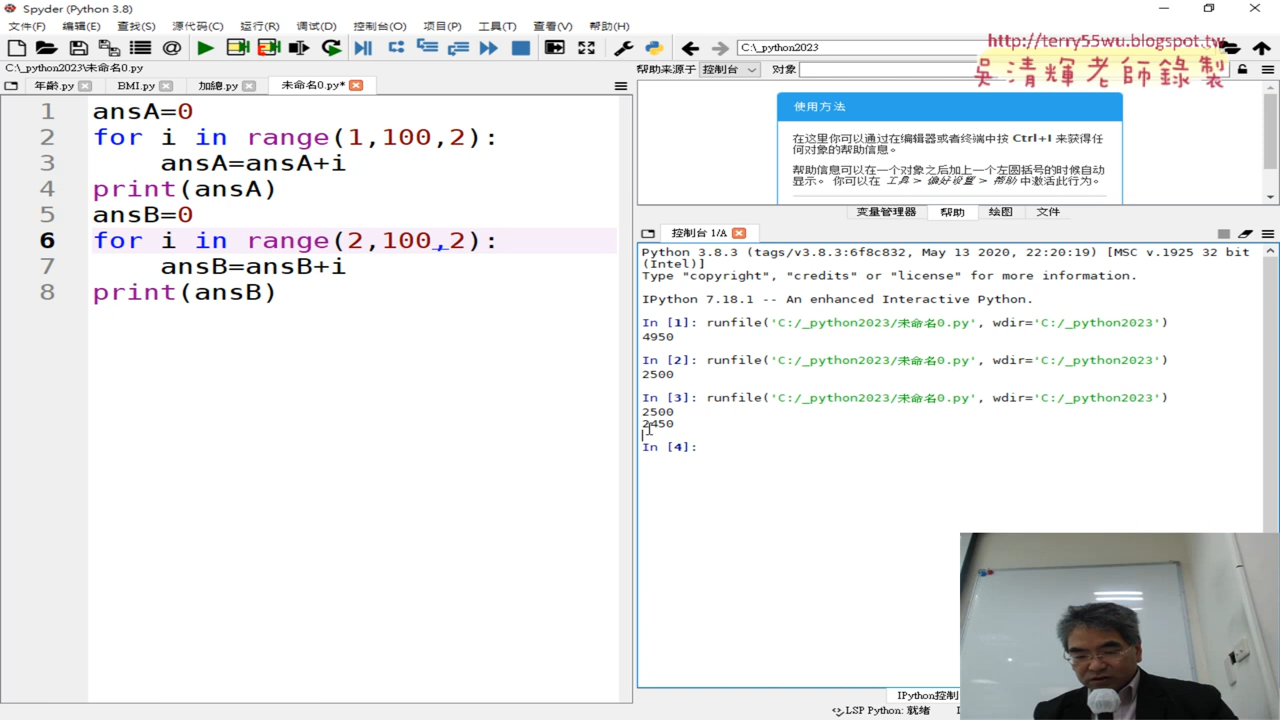 Spyder (Python 3.8)
文件(F) 编辑(E) 查找(S) 源代码(C) 运行(R) 调试(D) 控制台(O) 项目(P) 工具(T) 查看(V) 帮助(H)
C:\_python2023
http://terry55wu.blogspot.tw
吳清輝老師錄製
C:\_python2023\未命名0.py
年龄.py BMI.py 加總.py 未命名0.py*
帮助来源于 控制台 对象
1 ansA=0
2 for i in range(1,100,2):
3 ansA=ansA+i
4 print(ansA)
5 ansB=0
6 for i in range(2,100,2):
7 ansB=ansB+i
8 print(ansB)
使用方法
在这里你可以通过在编辑器或者终端中按 Ctrl+I 来获得任
何对象的帮助信息。
帮助信息可以在一个对象之后加上一个左圆括号的时候自动
显示。 你可以在 工具 > 偏好设置 > 帮助 中激活此行为。
变量管理器 帮助 绘图 文件
控制台 1/A
Python 3.8.3 (tags/v3.8.3:6f8c832, May 13 2020, 22:20:19) [MSC v.1925 32 bit
(Intel)]
Type "copyright", "credits" or "license" for more information.
IPython 7.18.1 -- An enhanced Interactive Python.
In [1]: runfile('C:/_python2023/未命名0.py', wdir='C:/_python2023')
4950
In [2]: runfile('C:/_python2023/未命名0.py', wdir='C:/_python2023')
2500
In [3]: runfile('C:/_python2023/未命名0.py', wdir='C:/_python2023')
2500
2450
In [4]:
IPython控制
LSP Python: 就绪